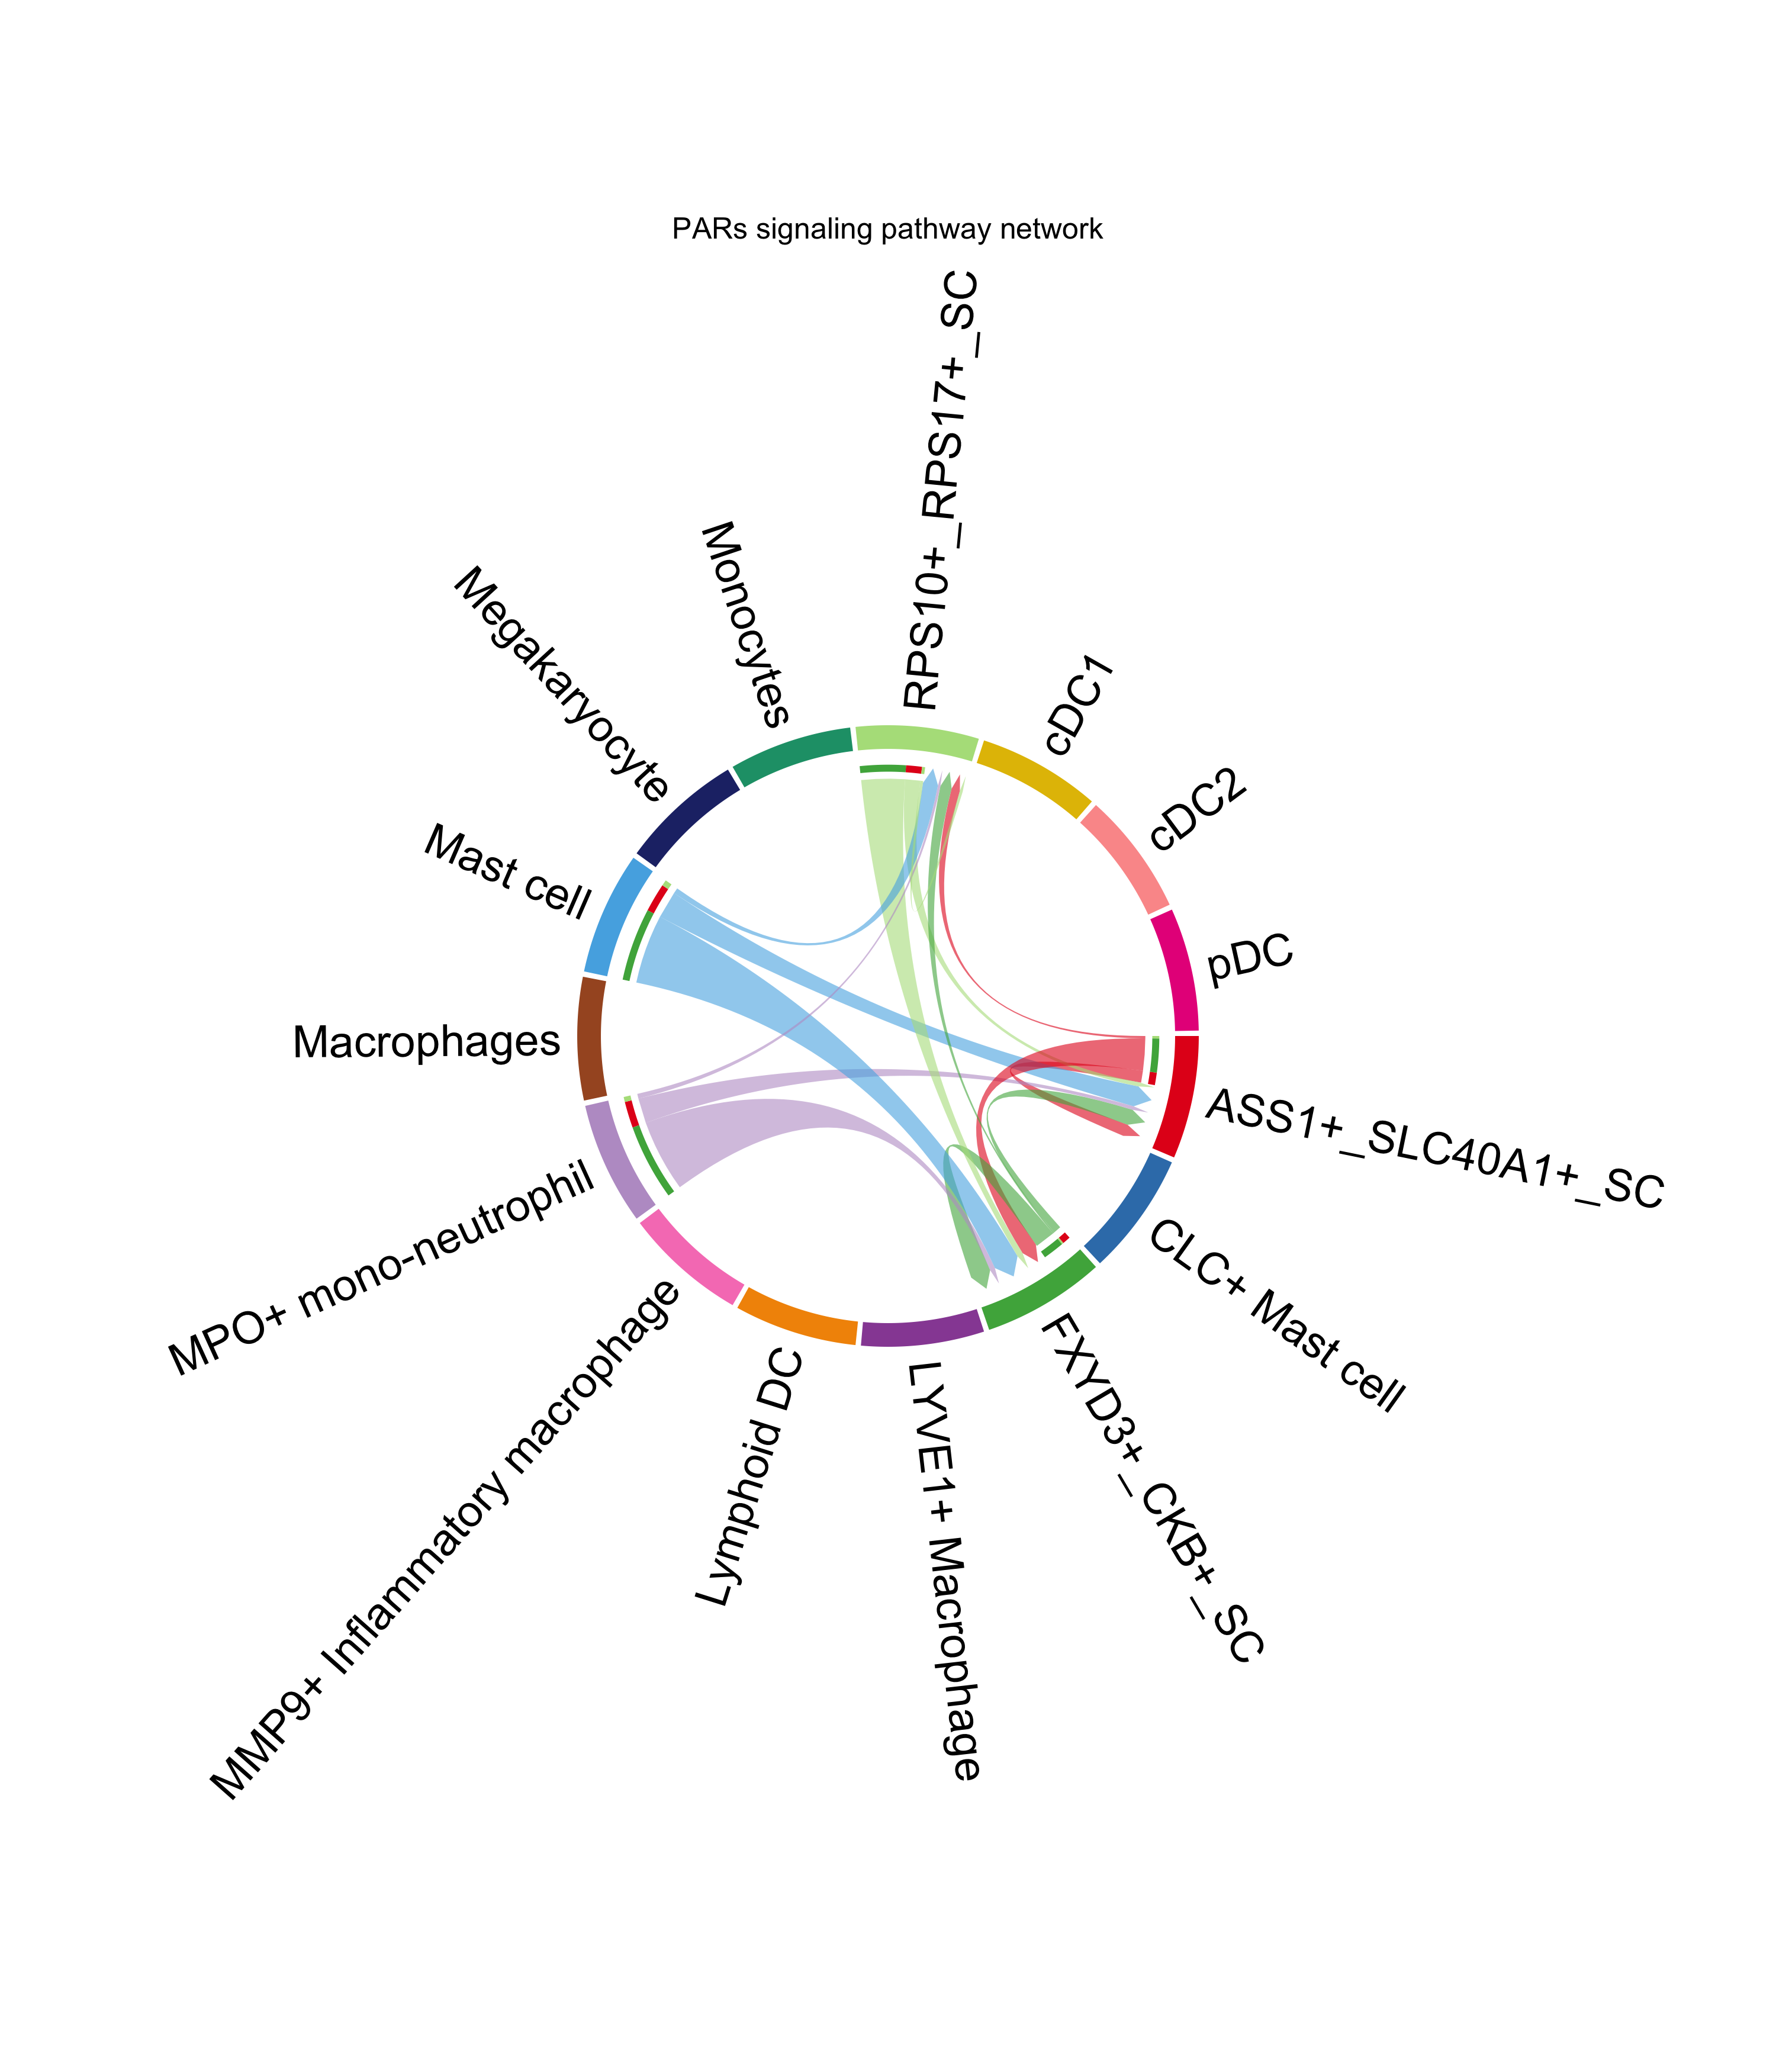 PARs signaling pathway network
RPS10+_RPS17+_SC
cDC1
cDC2
pDC
ASS1+_SLC40A1+_SC
CLC+ Mast cell
FXYD3+_CKB+_SC
LYVE1+ Macrophage
Lymphoid DC
MMP9+ Inflammatory macrophage
MPO+ mono-neutrophil
Macrophages
Mast cell
Megakaryocyte
Monocytes